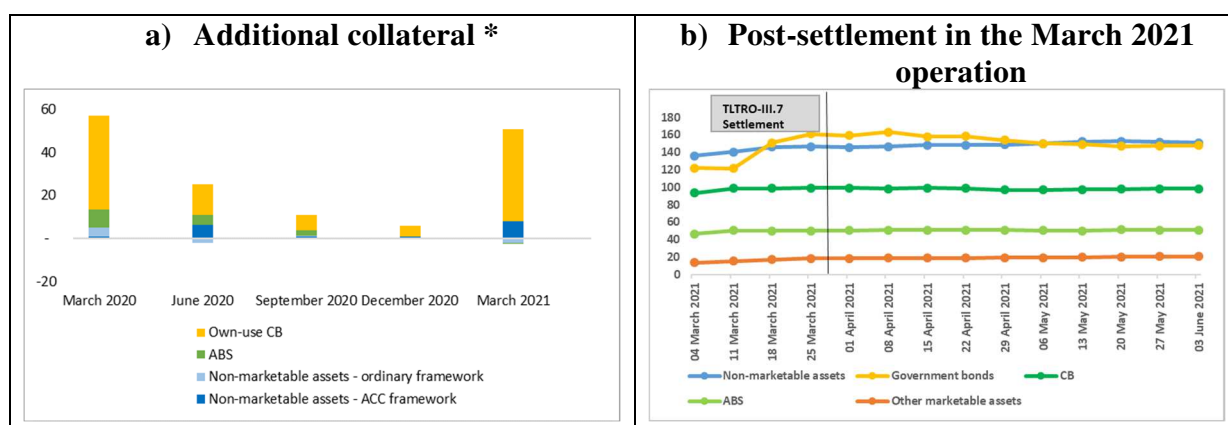 a) Additional collateral *
60
40
20
-
-20
March 2020
June 2020
September 2020
December 2020
March 2021
Own-use CB
ABS
Non-marketable assets - ordinary framework
Non-marketable assets - ACC framework
b) Post-settlement in the March 2021
operation
TLTRO-III.7
Settlement
180
160
140
120
100
80
60
40
20
0
04 March 2021
11 March 2021
18 March 2021
25 March 2021
01 April 2021
08 April 2021
15 April 2021
22 April 2021
29 April 2021
06 May 2021
13 May 2021
20 May 2021
27 May 2021
03 June 2021
Non-marketable assets
Government bonds
CB
ABS
Other marketable assets